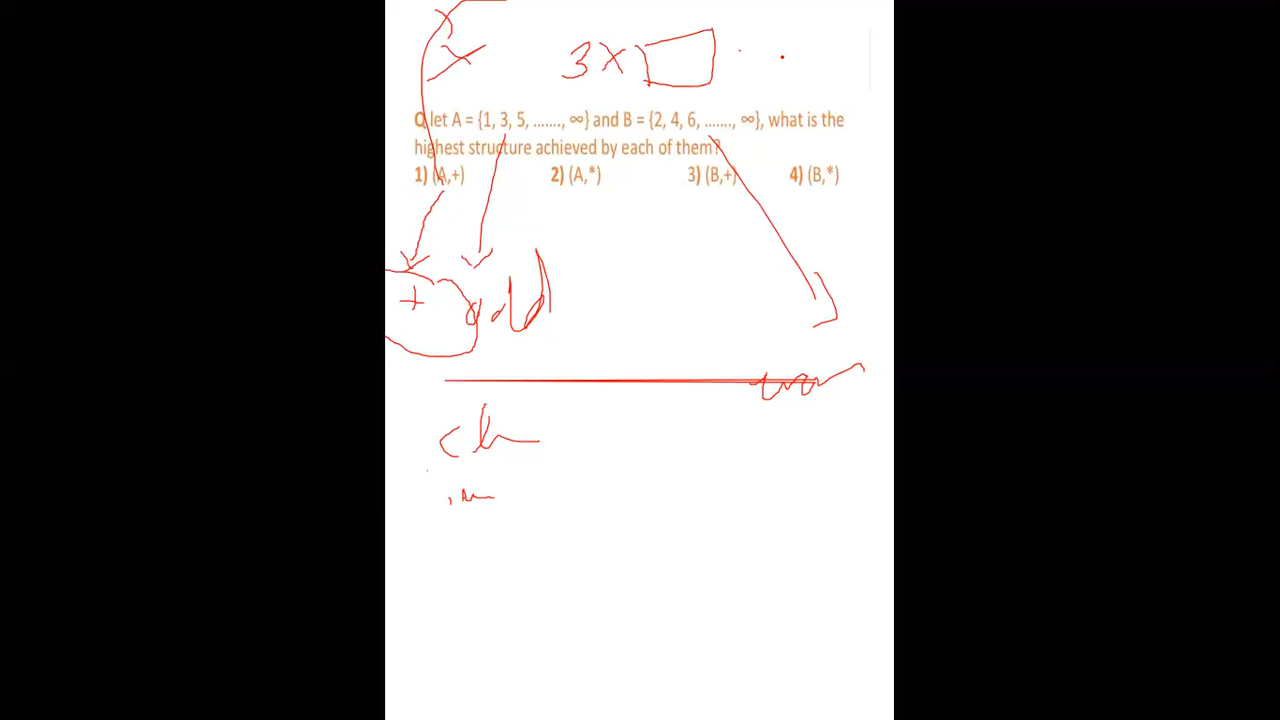 3 X
Q let A = {1, 3, 5, ......., ∞} and B = {2, 4, 6, ......., ∞}, what is the
highest structure achieved by each of them?
1) (A,+) 2) (A,*) 3) (B,+) 4) (B,*)
+ odd